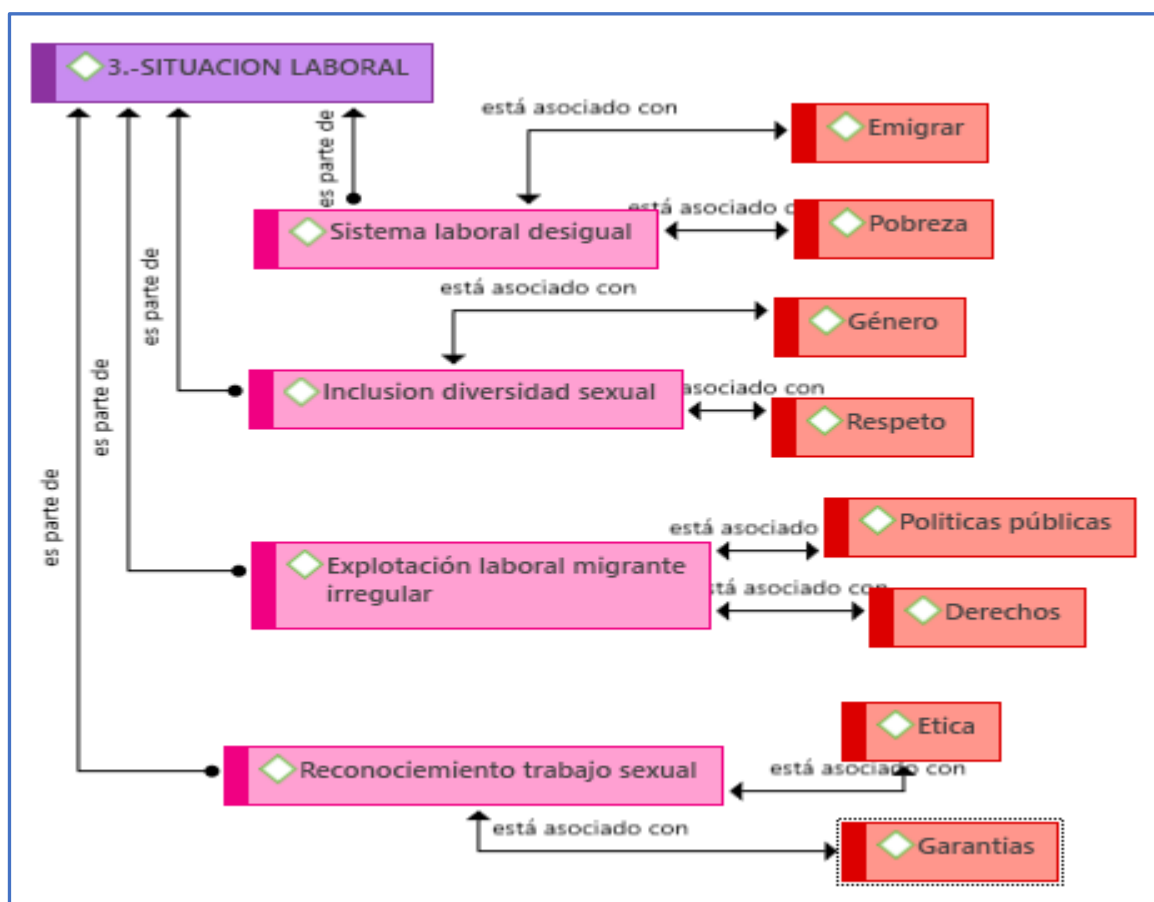 3.-SITUACION LABORAL
está asociado con
Emigrar
es parte de
Sistema laboral desigual
está asociado c
Pobreza
está asociado con
Género
es parte de
Inclusion diversidad sexual
asociado con
Respeto
es parte de
Explotación laboral migrante
irregular
está asociado
Politicas públicas
stá asociado con
Derechos
es parte de
Reconociemiento trabajo sexual
está asociado con
Etica
está asociado con
Garantias